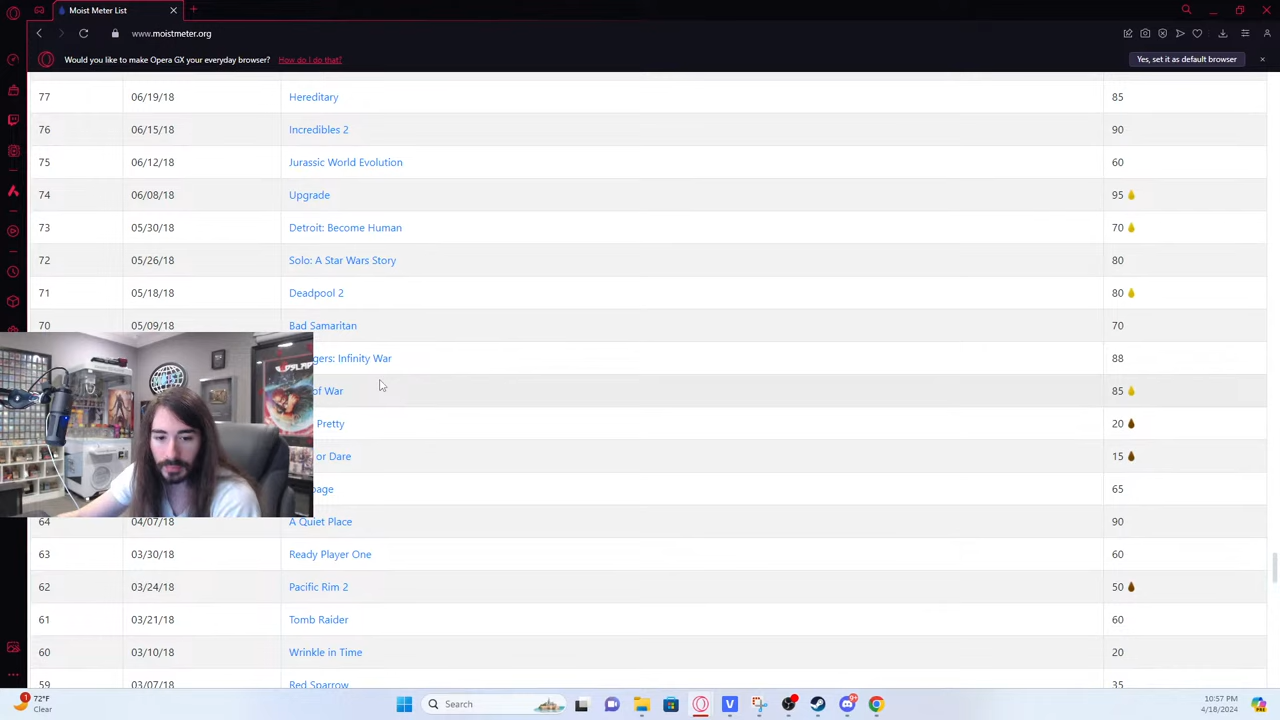 Moist Meter List
www.moistmeter.org
Would you like to make Opera GX your everyday browser? How do I do that? Yes, set it as default browser
77 06/19/18 Hereditary 85
76 06/15/18 Incredibles 2 90
75 06/12/18 Jurassic World Evolution 60
74 06/08/18 Upgrade 95
73 05/30/18 Detroit: Become Human 70
72 05/26/18 Solo: A Star Wars Story 80
71 05/18/18 Deadpool 2 80
70 05/09/18 Bad Samaritan 70
gers: Infinity War 88
of War 85
Pretty 20
or Dare 15
page 65
64 04/07/18 A Quiet Place 90
63 03/30/18 Ready Player One 60
62 03/24/18 Pacific Rim 2 50
61 03/21/18 Tomb Raider 60
60 03/10/18 Wrinkle in Time 20
59 03/07/18 Red Sparrow 35
1 72°F Search 10:57 PM
Clear 4/18/2024